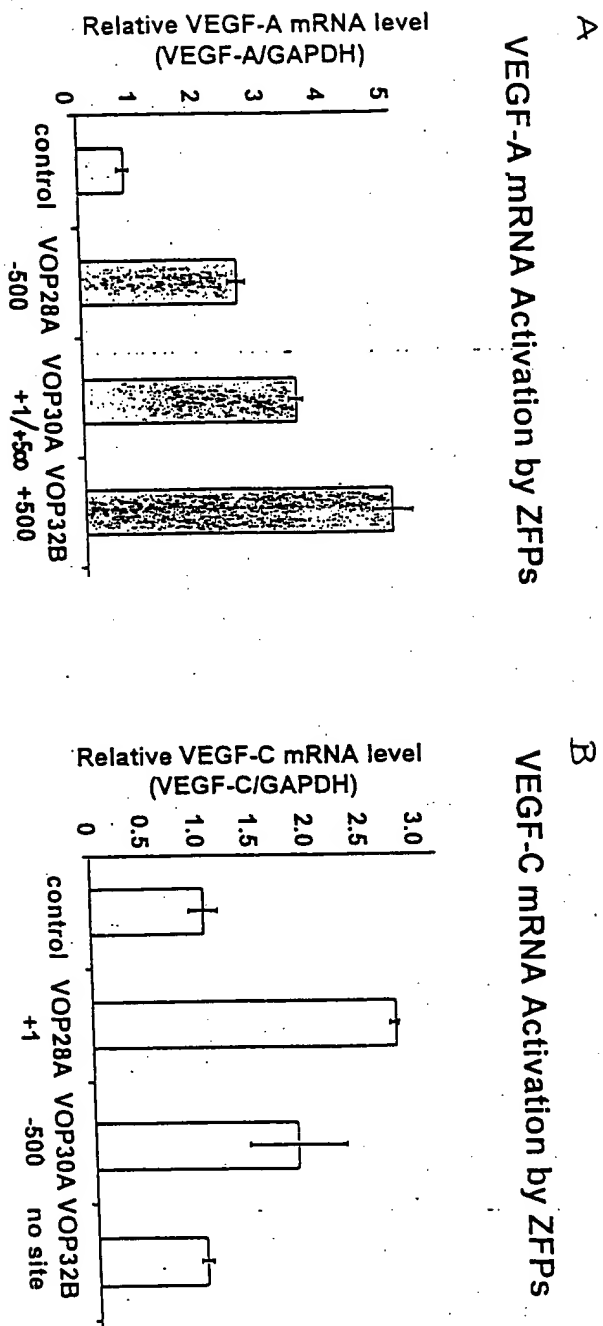 A
VEGF-A mRNA Activation by ZFPs
Relative VEGF-A mRNA level
(VEGF-A/GAPDH)
5
4
3
2
1
0
control VOP28A VOP30A VOP32B
-500 +1/+500 +500
B
VEGF-C mRNA Activation by ZFPs
Relative VEGF-C mRNA level
(VEGF-C/GAPDH)
3.0
2.5
2.0
1.5
1.0
0.5
0
control VOP28A VOP30A VOP32B
+1 -500 no site